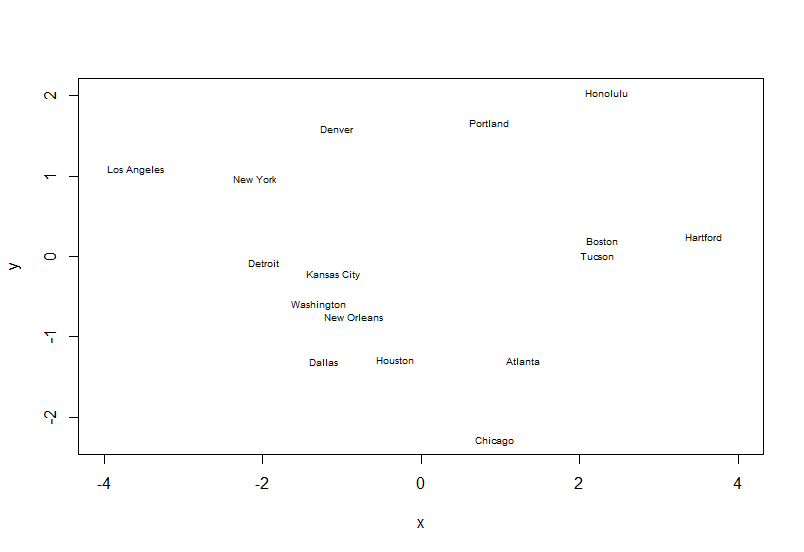 2
1
0
-1
-2
y
Honolulu
Portland
Denver
Los Angeles
New York
Hartford
Boston
Tucson
Detroit
Kansas City
Washington
New Orleans
Houston
Atlanta
Dallas
Chicago
-4
-2
0
2
4
x